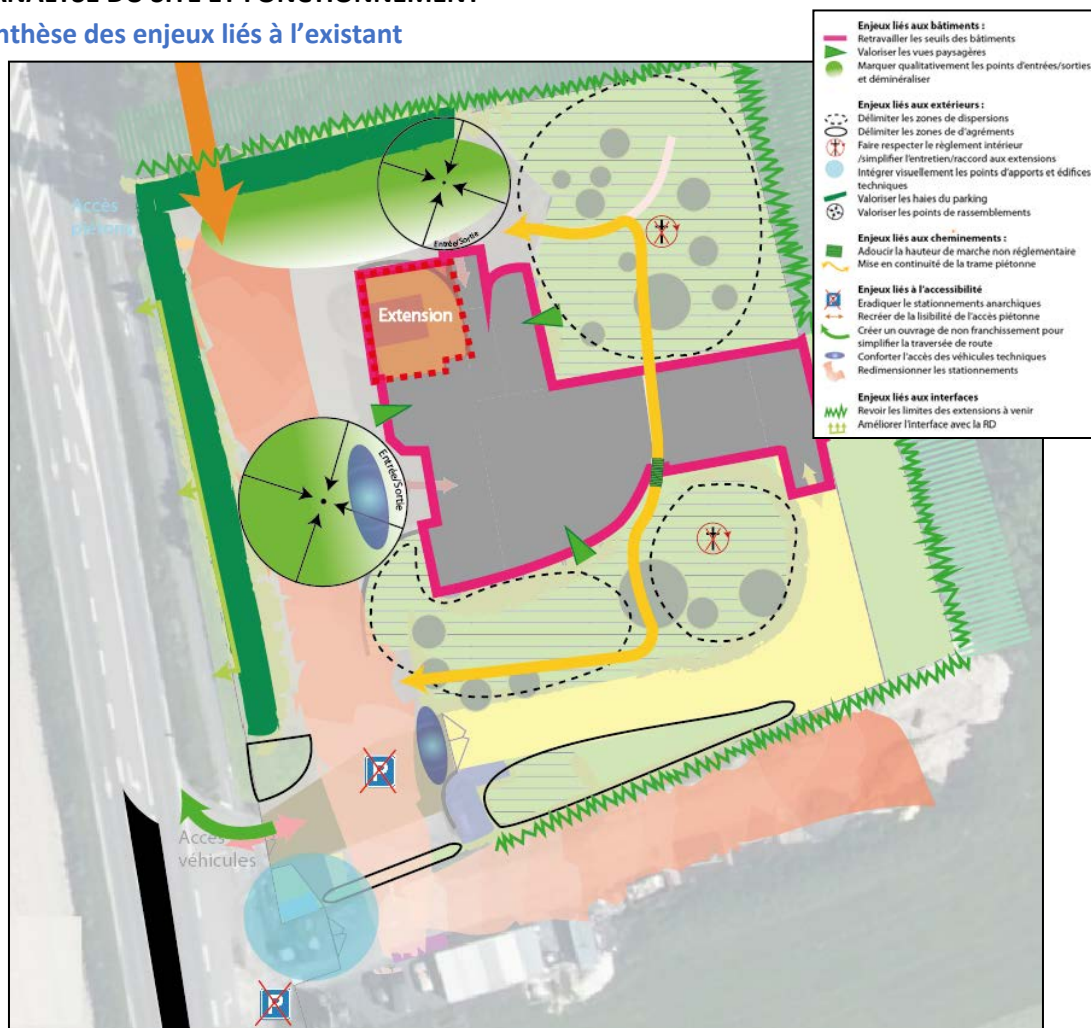 nthèse des enjeux liés à l’existant
Enjeux liés aux bâtiments :
Retravailler les seuils des bâtiments
Valoriser les vues paysagères
Marquer qualitativement les points d'entrées/sorties
et déminéraliser
Enjeux liés aux extérieurs :
Délimiter les zones de dispersions
Délimiter les zones de d'agréments
Faire respecter le règlement intérieur
/simplifier l'entretien/raccord aux extensions
Intégrer visuellement les points d'apports et édifices
techniques
Valoriser les haies du parking
Valoriser les points de rassemblements
Enjeux liés aux cheminements :
Adoucir la hauteur de marche non réglementaire
Mise en continuité de la trame piétonne
Enjeux liés à l'accessibilité
Eradiquer le stationnements anarchiques
Recréer de la lisibilité de l'accès piétonne
Créer un ouvrage de non franchissement pour
simplifier la traversée de route
Conforter l'accès des véhicules techniques
Redimensionner les stationnements
Enjeux liés aux interfaces
Revoir les limites des extensions à venir
Améliorer l'interface avec la RD
Accès
piétons
Entrée/Sortie
Extension
Entrée/Sortie
P
Accès
véhicules
P